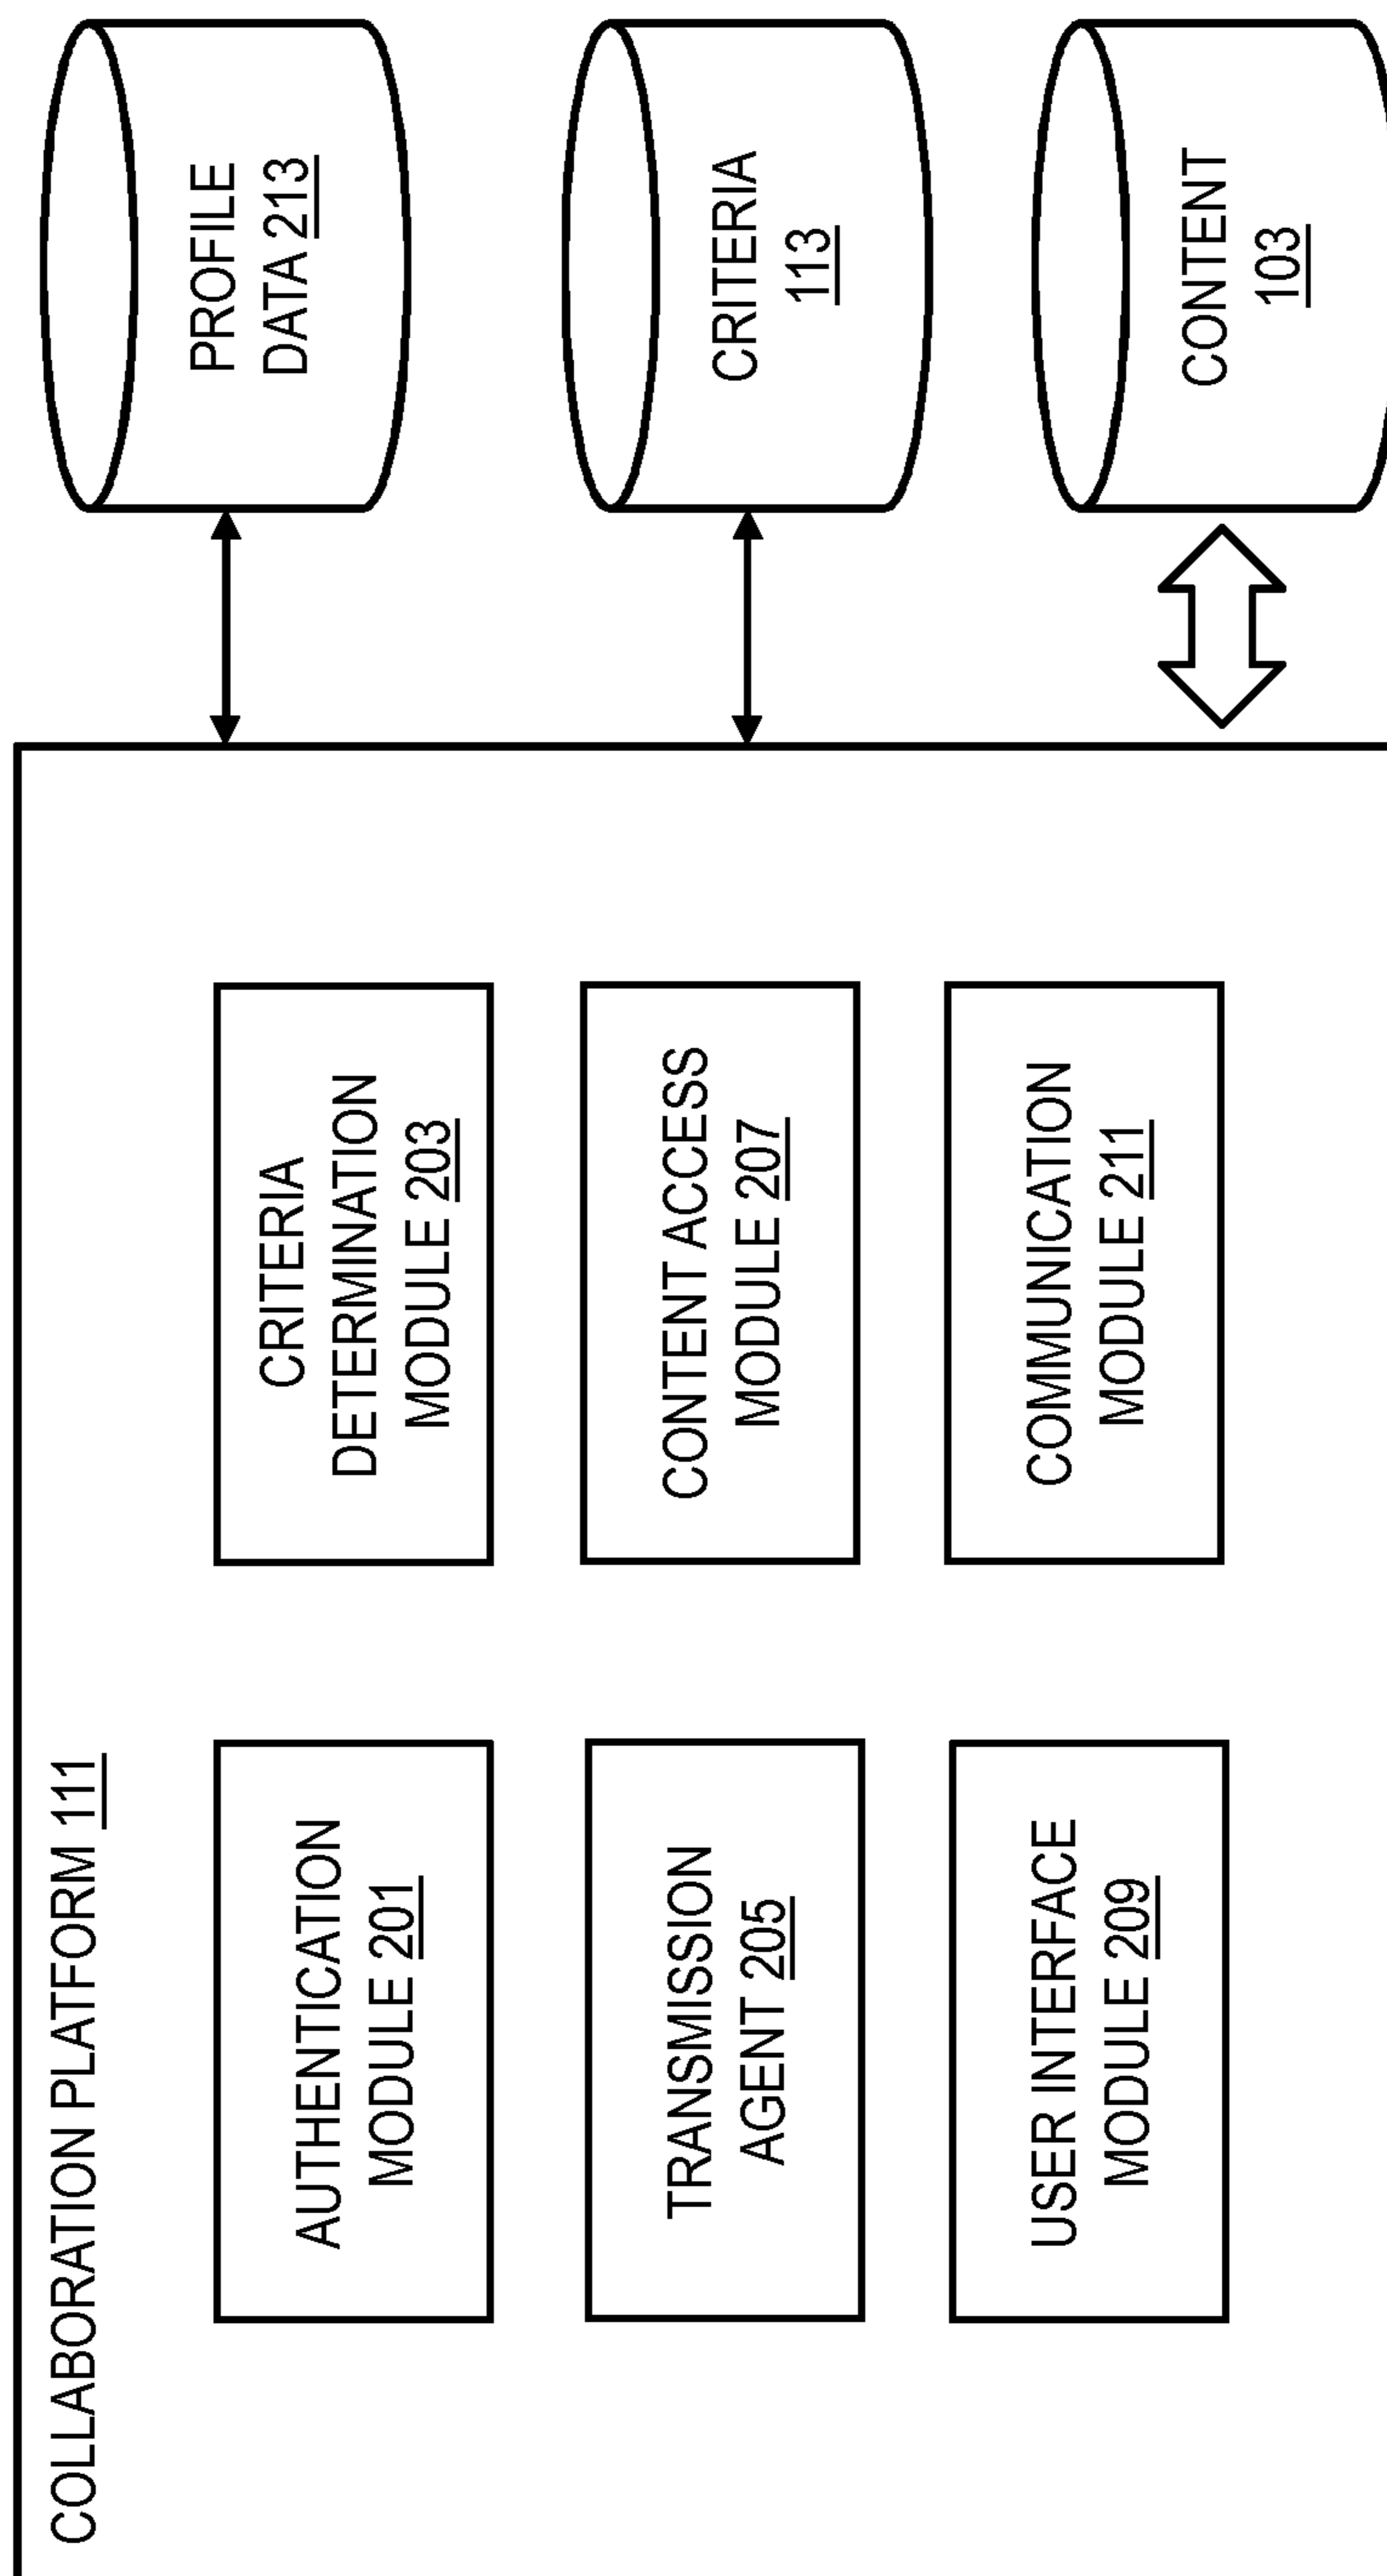 COLLABORATION PLATFORM 111
AUTHENTICATION
MODULE 201
CRITERIA
DETERMINATION
MODULE 203
TRANSMISSION
AGENT 205
CONTENT ACCESS
MODULE 207
USER INTERFACE
MODULE 209
COMMUNICATION
MODULE 211
PROFILE
DATA 213
CRITERIA
113
CONTENT
103